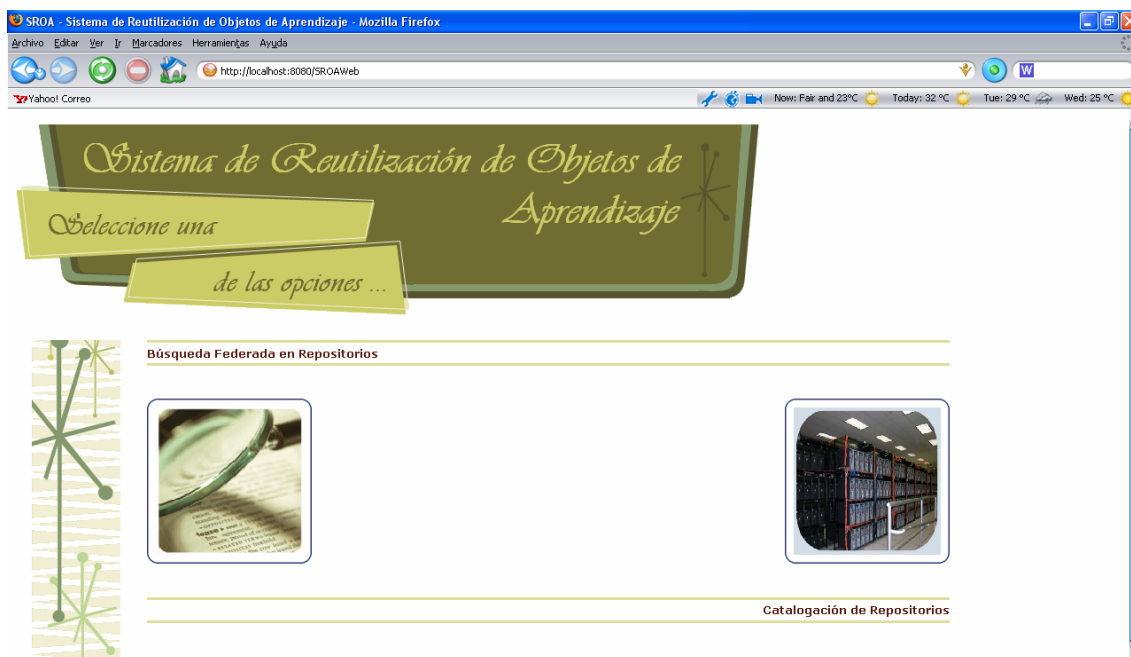 SROA - Sistema de Reutilización de Objetos de Aprendizaje - Mozilla Firefox
Archivo Editar Ver Ir Marcadores Herramientas Ayuda
http://localhost:8080/SROAWeb
W
Yahoo! Correo
Now: Fair and 23°C Today: 32 °C Tue: 29 °C Wed: 25 °C
Sistema de Reutilización de Objetos de
Aprendizaje
Seleccione una
de las opciones ...
Búsqueda Federada en Repositorios
Catalogación de Repositorios